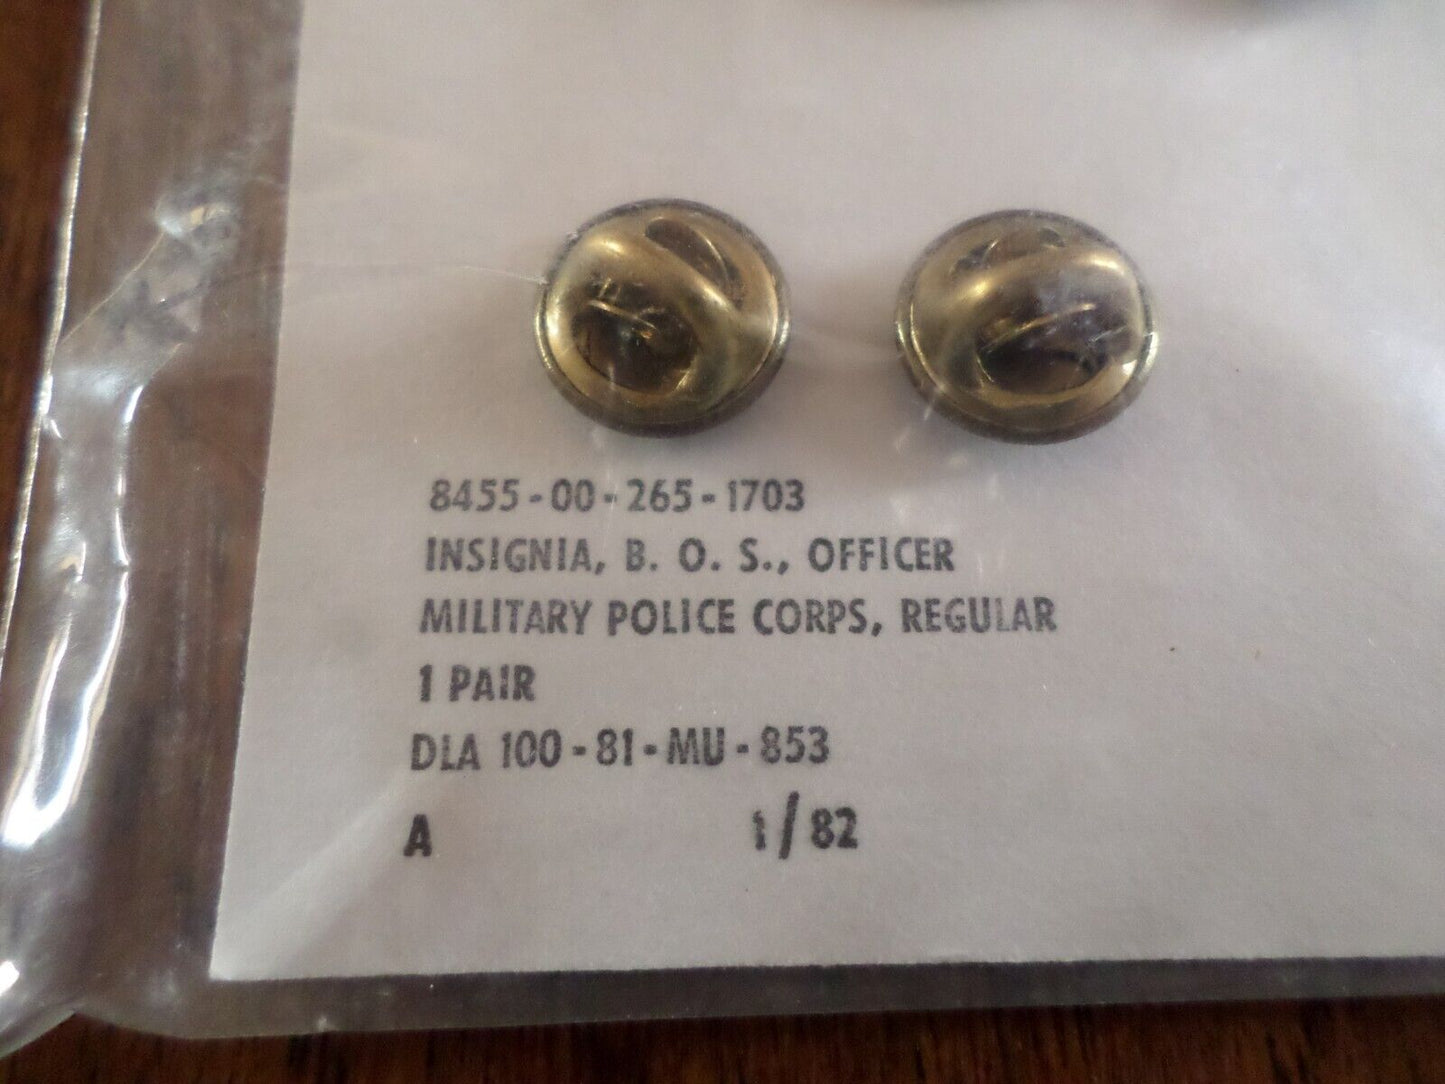 8455-00-265-1703
INSIGNIA, B. O. S., OFFICER
MILITARY POLICE CORPS, REGULAR
1 PAIR
DLA 100-81-MU-853
A 1/82